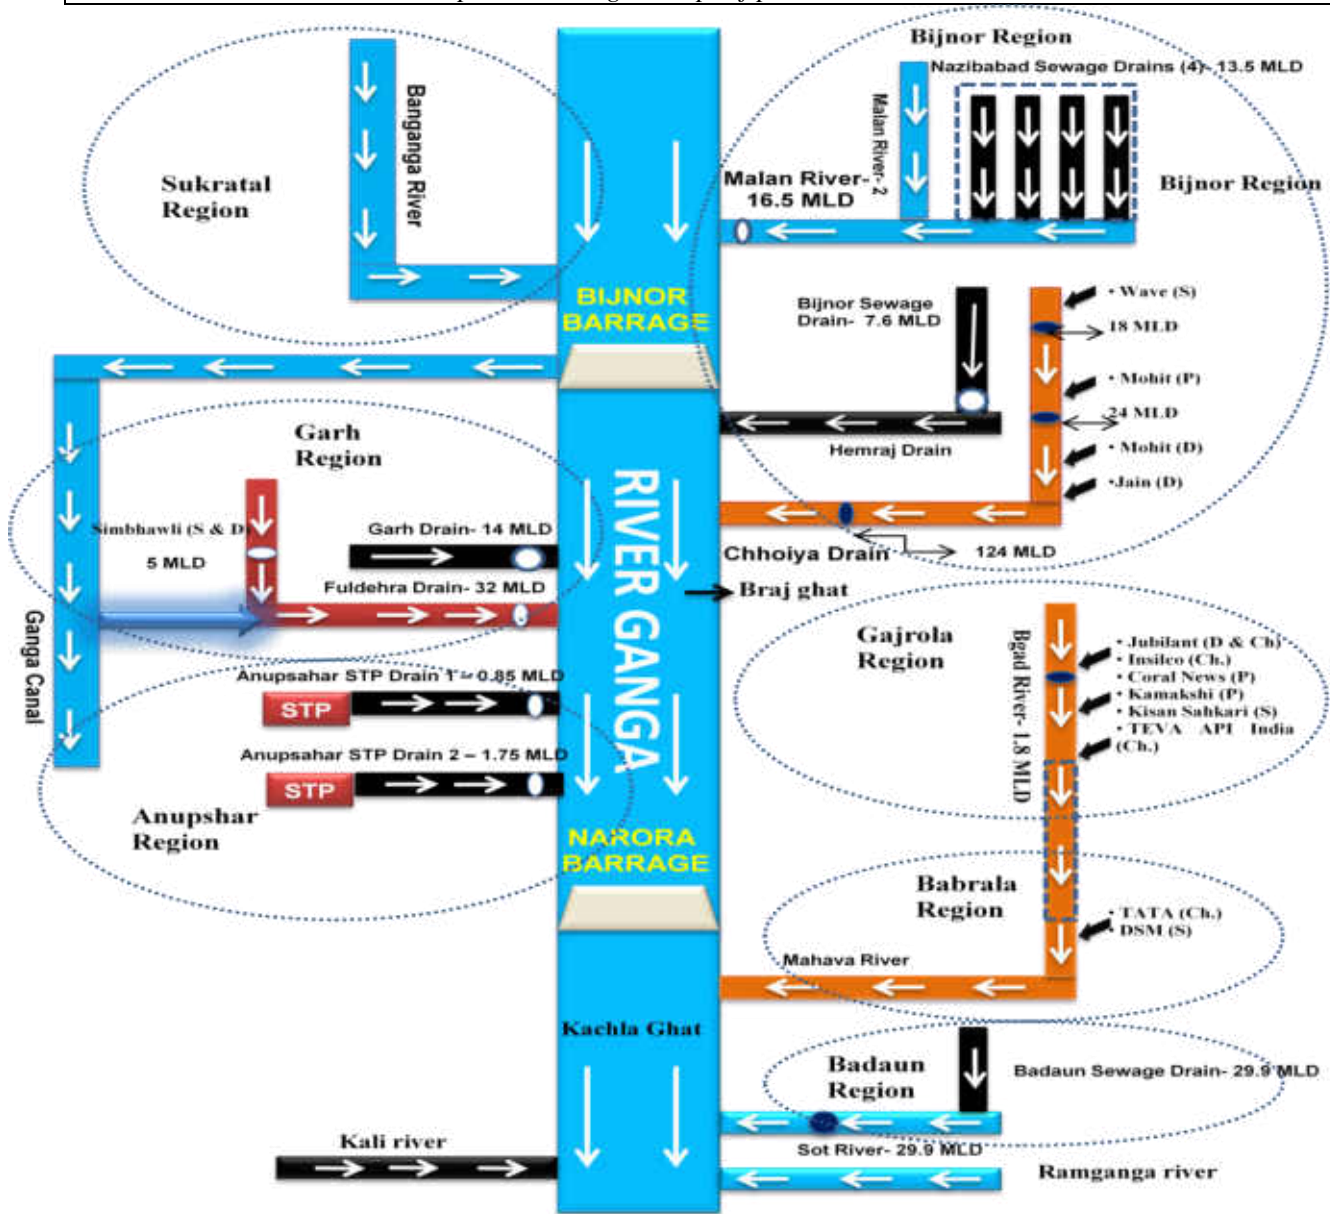 Bijnor Region
Nazibabad Sewage Drains (4)- 13.5 MLD
Malan River- 2
Banganga River
Sukratal
Region
Malan River-
16.5 MLD
Bijnor Region
BIJNOR
BARRAGE
Bijnor Sewage
Drain- 7.6 MLD
• Wave (S)
18 MLD
• Mohit (P)
24 MLD
Hemraj Drain
• Mohit (D)
•Jain (D)
Garh
Region
Simbhawli (S & D)
5 MLD
Garh Drain- 14 MLD
Fuldehra Drain- 32 MLD
RIVER GANGA
Chhoiya Drain
124 MLD
Braj ghat
Ganga Canal
Gajrola
Region
Bgad River- 1.8 MLD
• Jubilant (D & Ch)
• Insilco (Ch.)
• Coral News (P)
• Kamakshi (P)
• Kisan Sahkari (S)
• TEVA API India
(Ch.)
Anupsahar STP Drain 1 – 0.85 MLD
STP
Anupsahar STP Drain 2 – 1.75 MLD
STP
Anupshar
Region
NARORA
BARRAGE
Babrala
Region
• TATA (Ch.)
• DSM (S)
Mahava River
Kachla Ghat
Badaun
Region
Badaun Sewage Drain- 29.9 MLD
Kali river
Sot River- 29.9 MLD
Ramganga river